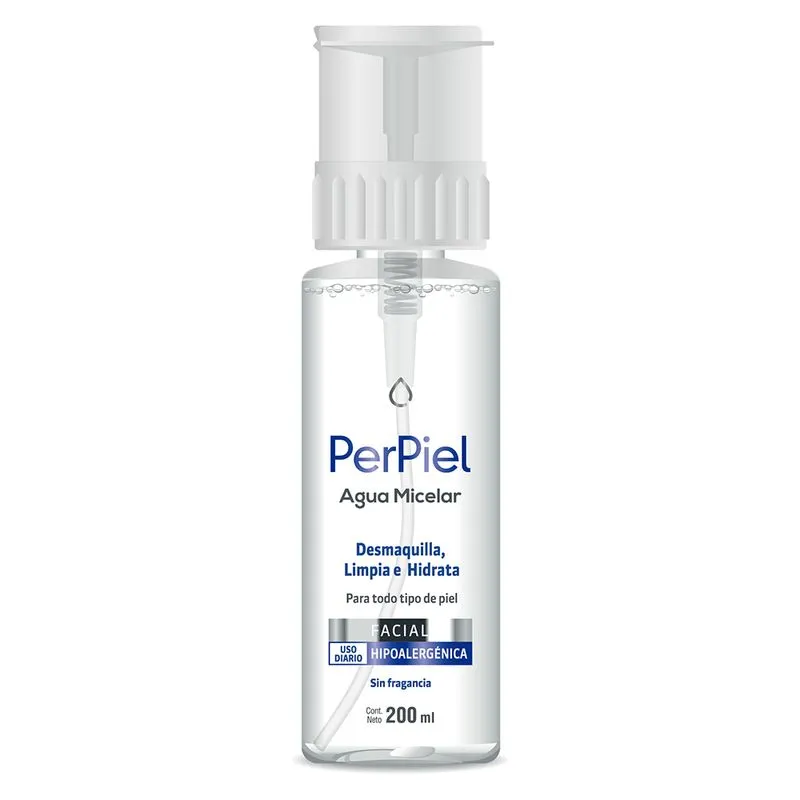 PerPiel
Agua Micelar
Desmaquilla,
Limpia e Hidrata
Para todo tipo de piel
FACIAL
USO DIARIO HIPOALERGÉNICA
Sin fragancia
Cont. Neto 200 ml